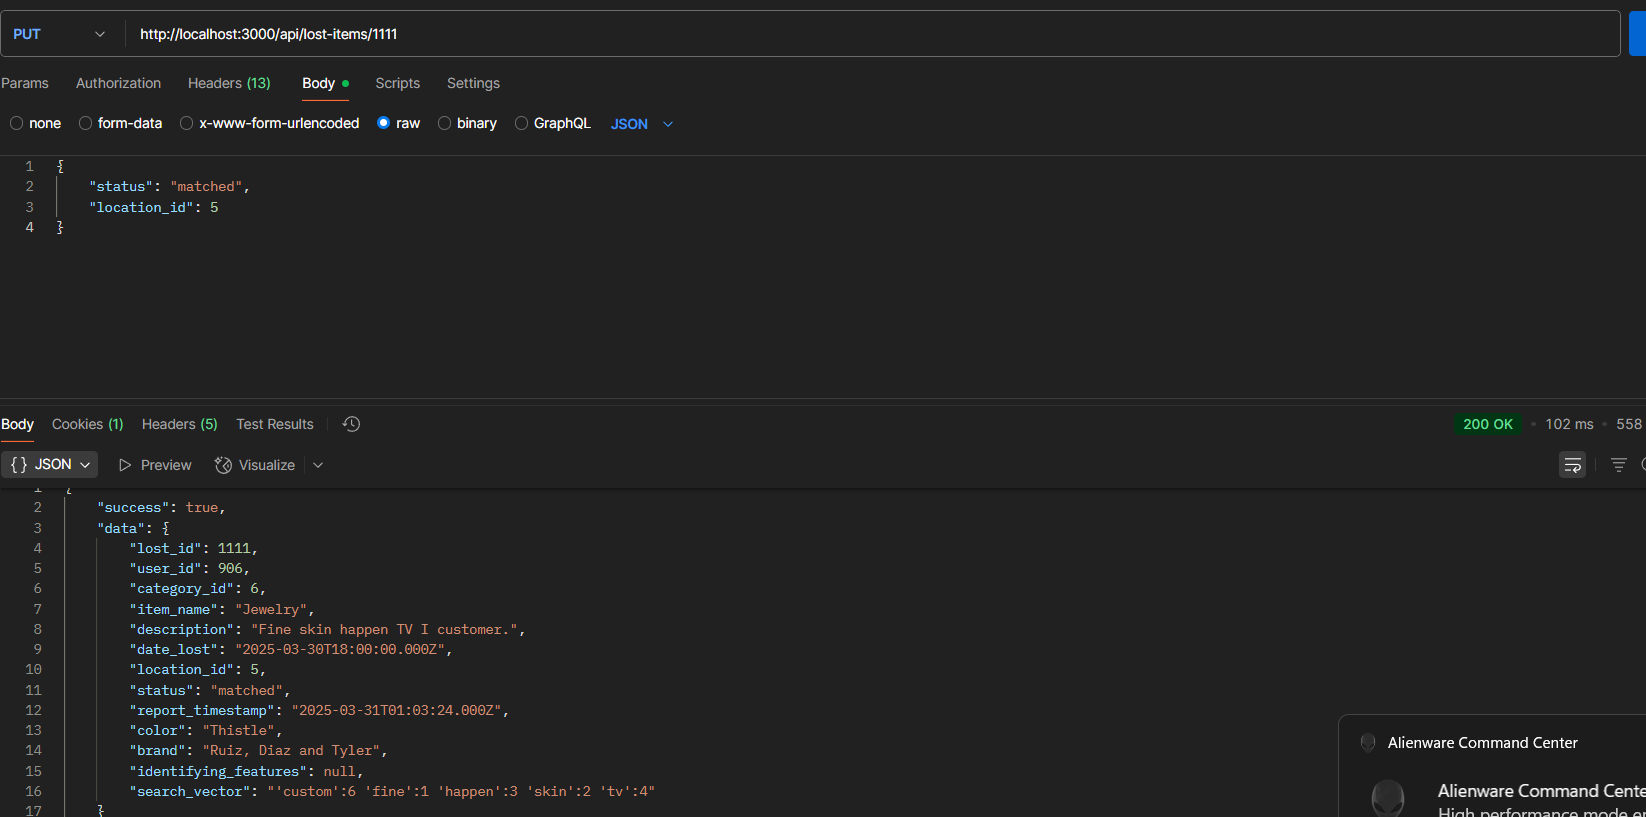 PUT http://localhost:3000/api/lost-items/1111
Params Authorization Headers (13) Body Scripts Settings
none form-data x-www-form-urlencoded raw binary GraphQL JSON
1 {
2 "status": "matched",
3 "location_id": 5
4 }
Body Cookies (1) Headers (5) Test Results 200 OK • 102 ms • 558
{} JSON Preview Visualize
1 {
2 "success": true,
3 "data": {
4 "lost_id": 1111,
5 "user_id": 906,
6 "category_id": 6,
7 "item_name": "Jewelry",
8 "description": "Fine skin happen TV I customer.",
9 "date_lost": "2025-03-30T18:00:00.000Z",
10 "location_id": 5,
11 "status": "matched",
12 "report_timestamp": "2025-03-31T01:03:24.000Z",
13 "color": "Thistle",
14 "brand": "Ruiz, Diaz and Tyler",
15 "identifying_features": null,
16 "search_vector": "'custom':6 'fine':1 'happen':3 'skin':2 'tv':4"
17 }
Alienware Command Center
Alienware Command Cente
High performance mode